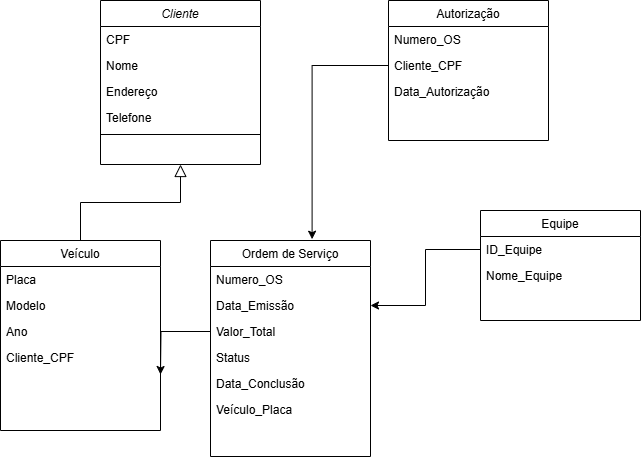 Cliente
CPF
Nome
Endereço
Telefone
Autorização
Numero_OS
Cliente_CPF
Data_Autorização
Veículo
Placa
Modelo
Ano
Cliente_CPF
Ordem de Serviço
Numero_OS
Data_Emissão
Valor_Total
Status
Data_Conclusão
Veículo_Placa
Equipe
ID_Equipe
Nome_Equipe